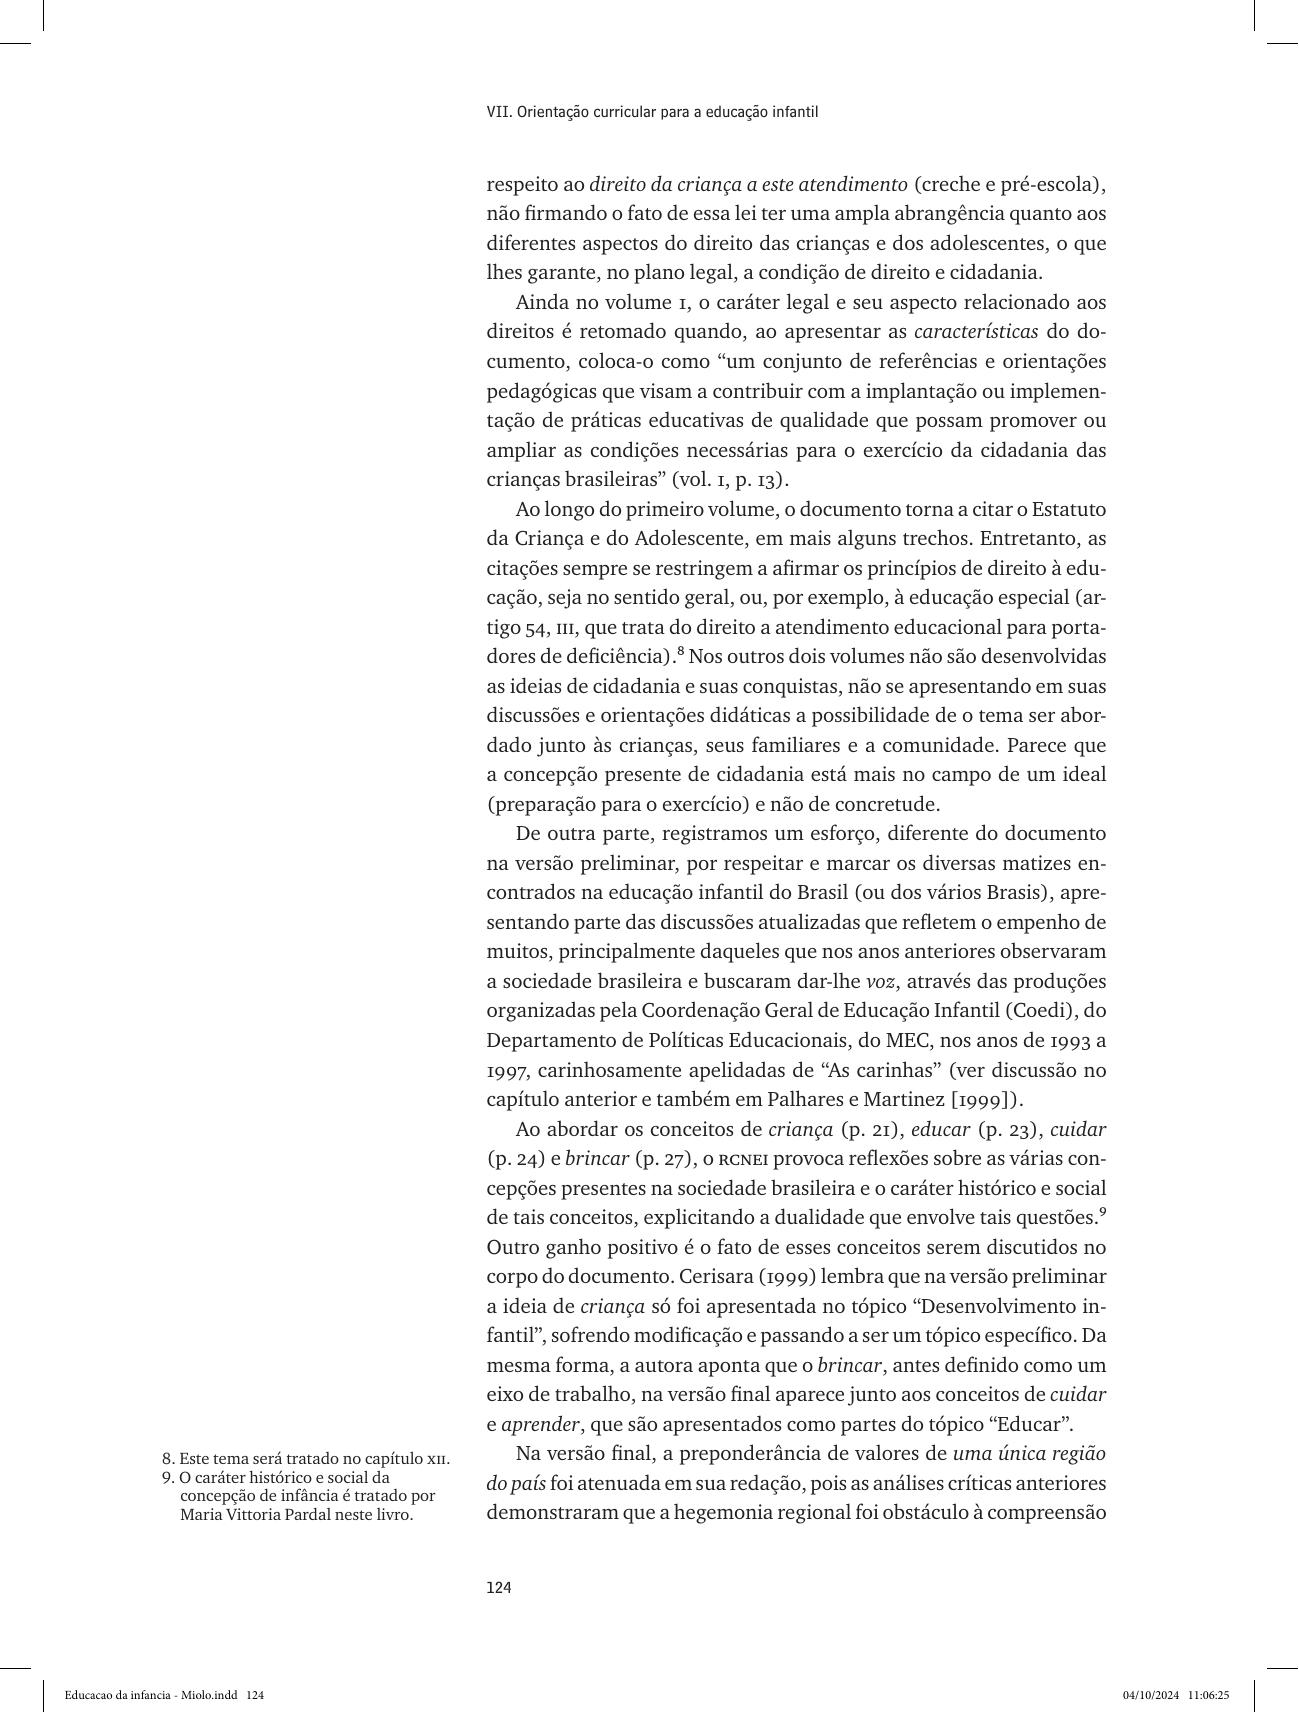 VII. Orientação curricular para a educação infantil
respeito ao direito da criança a este atendimento (creche e pré-escola),
não firmando o fato de essa lei ter uma ampla abrangência quanto aos
diferentes aspectos do direito das crianças e dos adolescentes, o que
lhes garante, no plano legal, a condição de direito e cidadania.
Ainda no volume I, o caráter legal e seu aspecto relacionado aos
direitos é retomado quando, ao apresentar as características do do-
cumento, coloca-o como “um conjunto de referências e orientações
pedagógicas que visam a contribuir com a implantação ou implemen-
tação de práticas educativas de qualidade que possam promover ou
ampliar as condições necessárias para o exercício da cidadania das
crianças brasileiras” (vol. I, p. 13).
Ao longo do primeiro volume, o documento torna a citar o Estatuto
da Criança e do Adolescente, em mais alguns trechos. Entretanto, as
citações sempre se restringem a afirmar os princípios de direito à edu-
cação, seja no sentido geral, ou, por exemplo, à educação especial (ar-
tigo 54, III, que trata do direito a atendimento educacional para porta-
dores de deficiência).⁸ Nos outros dois volumes não são desenvolvidas
as ideias de cidadania e suas conquistas, não se apresentando em suas
discussões e orientações didáticas a possibilidade de o tema ser abor-
dado junto às crianças, seus familiares e a comunidade. Parece que
a concepção presente de cidadania está mais no campo de um ideal
(preparação para o exercício) e não de concretude.
De outra parte, registramos um esforço, diferente do documento
na versão preliminar, por respeitar e marcar os diversas matizes en-
contrados na educação infantil do Brasil (ou dos vários Brasis), apre-
sentando parte das discussões atualizadas que refletem o empenho de
muitos, principalmente daqueles que nos anos anteriores observaram
a sociedade brasileira e buscaram dar-lhe voz, através das produções
organizadas pela Coordenação Geral de Educação Infantil (Coedi), do
Departamento de Políticas Educacionais, do MEC, nos anos de 1993 a
1997, carinhosamente apelidadas de “As carinhas” (ver discussão no
capítulo anterior e também em Palhares e Martinez [1999]).
Ao abordar os conceitos de criança (p. 21), educar (p. 23), cuidar
(p. 24) e brincar (p. 27), o RCNEI provoca reflexões sobre as várias con-
cepções presentes na sociedade brasileira e o caráter histórico e social
de tais conceitos, explicitando a dualidade que envolve tais questões.⁹
Outro ganho positivo é o fato de esses conceitos serem discutidos no
corpo do documento. Cerisara (1999) lembra que na versão preliminar
a ideia de criança só foi apresentada no tópico “Desenvolvimento in-
fantil”, sofrendo modificação e passando a ser um tópico específico. Da
mesma forma, a autora aponta que o brincar, antes definido como um
eixo de trabalho, na versão final aparece junto aos conceitos de cuidar
e aprender, que são apresentados como partes do tópico “Educar”.
Na versão final, a preponderância de valores de uma única região
do país foi atenuada em sua redação, pois as análises críticas anteriores
demonstraram que a hegemonia regional foi obstáculo à compreensão
8. Este tema será tratado no capítulo XII.
9. O caráter histórico e social da
concepção de infância é tratado por
Maria Vittoria Pardal neste livro.
124
Educacao da infancia - Miolo.indd 124
04/10/2024 11:06:25